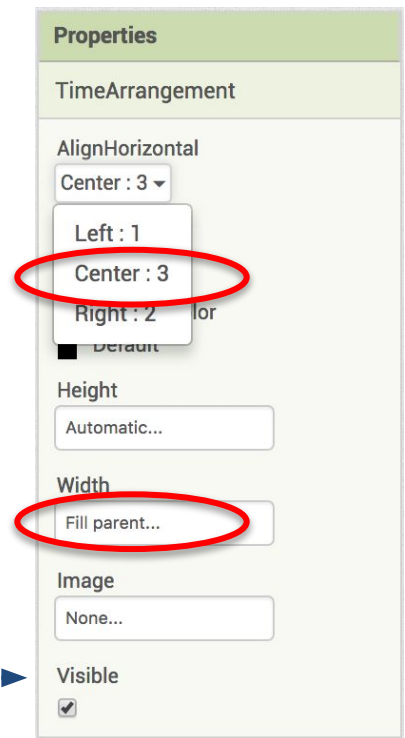 Properties
TimeArrangement
AlignHorizontal
Center : 3
Left : 1
Center : 3
Right : 2 lor
Default
Height
Automatic...
Width
Fill parent...
Image
None...
Visible